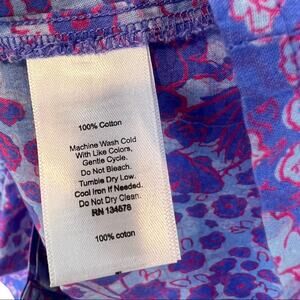 100% Cotton
Machine Wash Cold
With Like Colors,
Gentle Cycle.
Do Not Bleach.
Tumble Dry Low.
Cool Iron If Needed.
Do Not Dry Clean.
RN 134578
100% cotton